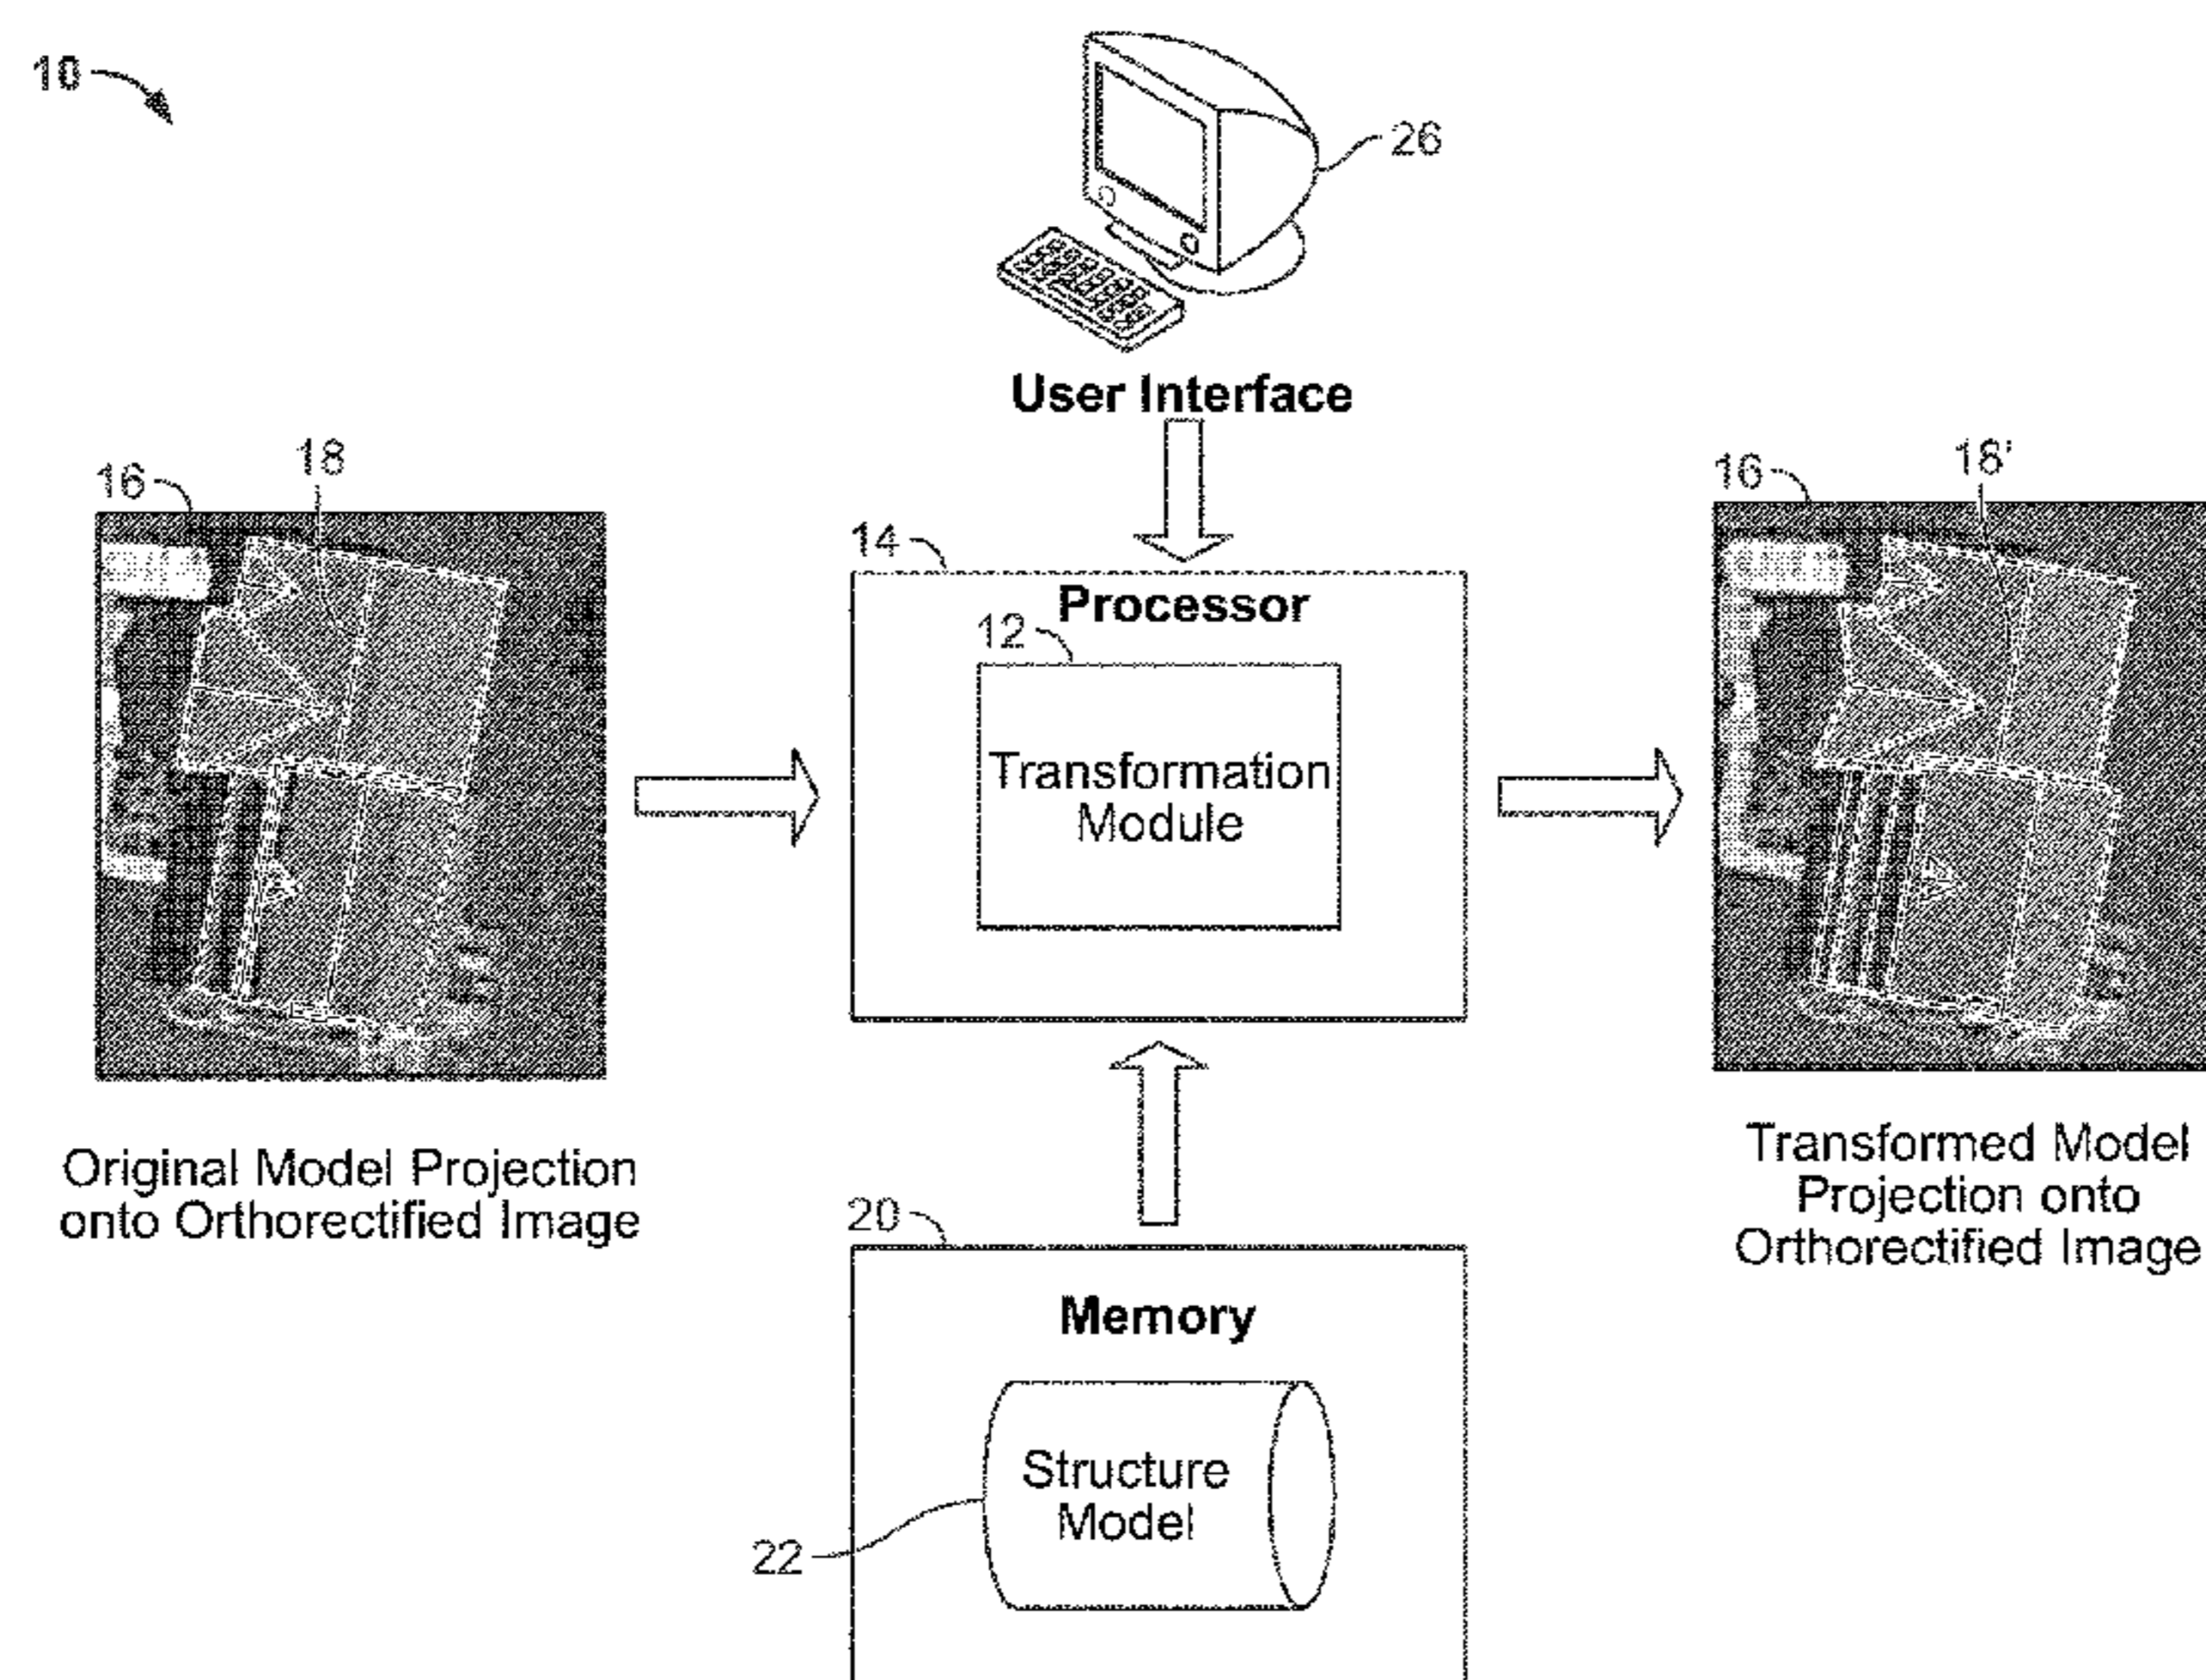 10
26
User Interface
16
18
14
Processor
12
Transformation
Module
16
18'
Original Model Projection
onto Orthorectified Image
Transformed Model
Projection onto
Orthorectified Image
20
Memory
Structure
Model
22